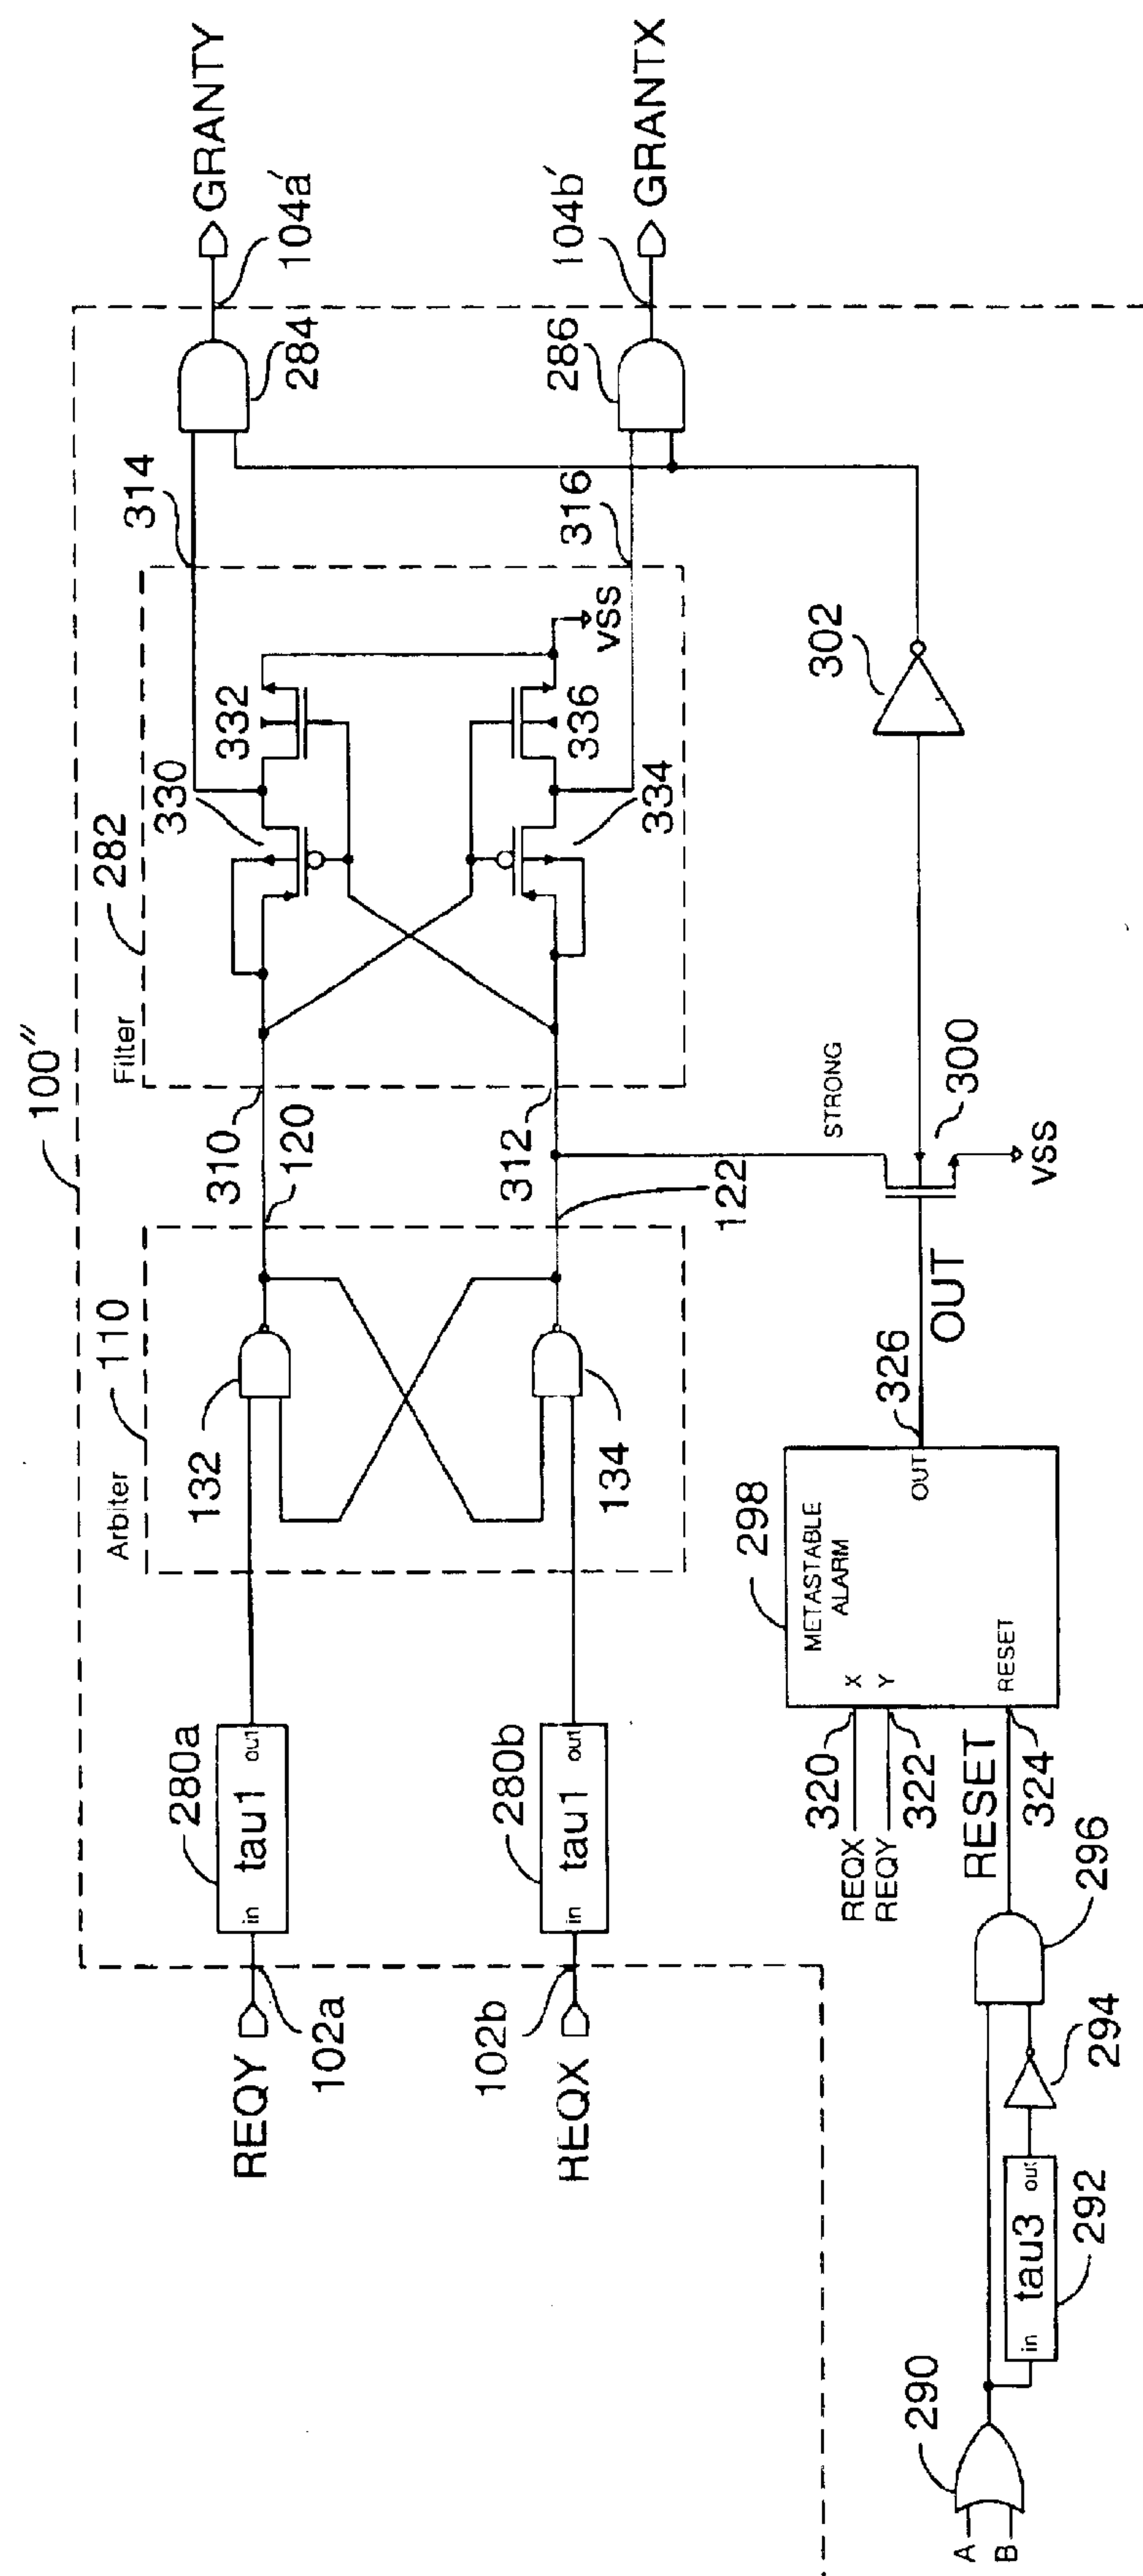 100″
REQY
102a
in tau1 out
280a
Arbiter
110
132
120
310
Filter
282
330
332
314
284
104a′
GRANTY
REQX
102b
in tau1 out
280b
134
122
312
334
336
VSS
316
286
104b′
GRANTX
STRONG
300
VSS
302
METASTABLE
ALARM
298
X
Y
RESET
OUT
326
OUT
REQX
320
REQY
322
RESET
324
A
B
290
in tau3 out
292
294
296